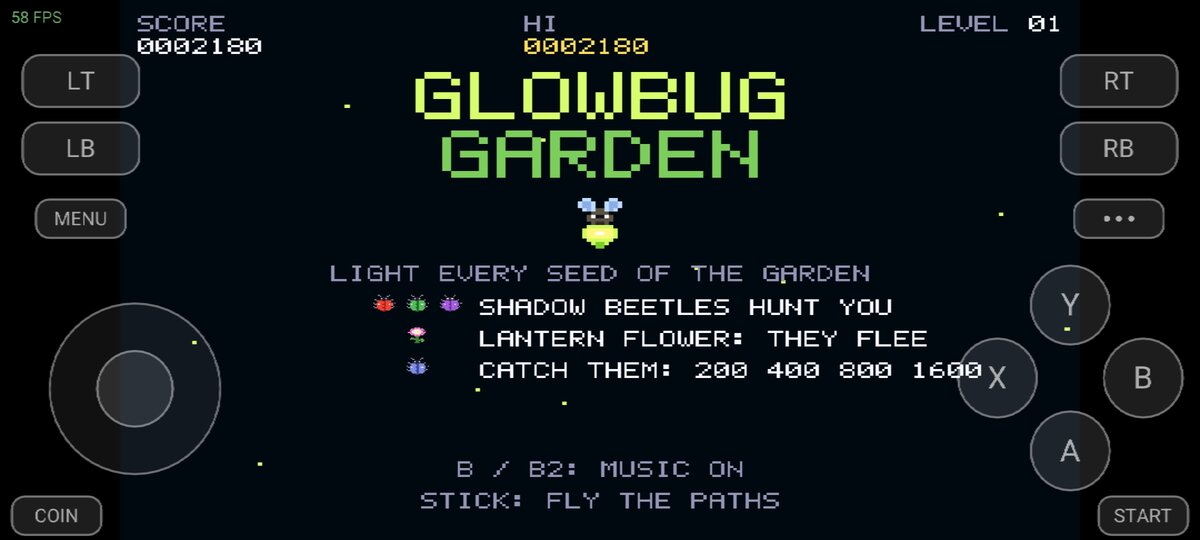 58 FPS
SCORE
0002180
HI
0002180
LEVEL 01
LT
RT
GLOWBUG
GARDEN
LB
RB
MENU
•••
LIGHT EVERY SEED OF THE GARDEN
SHADOW BEETLES HUNT YOU
Y
LANTERN FLOWER: THEY FLEE
CATCH THEM: 200 400 800 1600
X
B
A
B / B2: MUSIC ON
STICK: FLY THE PATHS
COIN
START